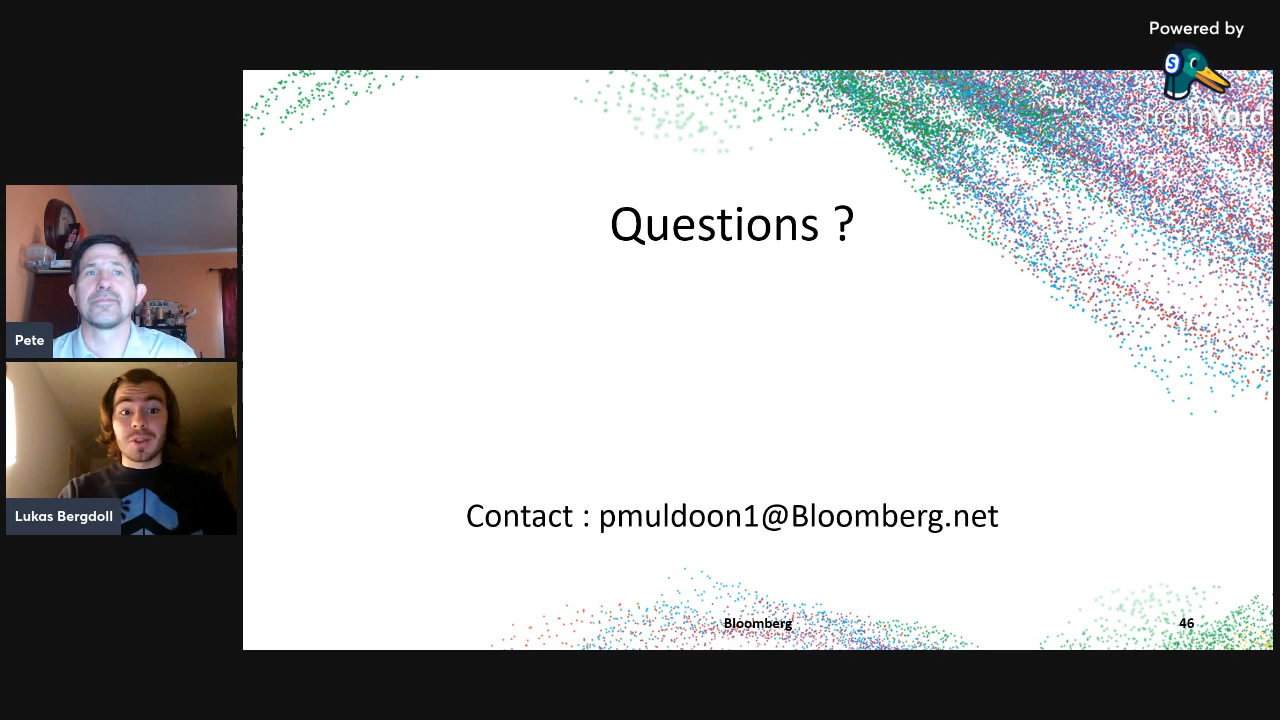 Powered by
StreamYard
Questions ?
Pete
Lukas Bergdoll
Contact : pmuldoon1@Bloomberg.net
Bloomberg
46